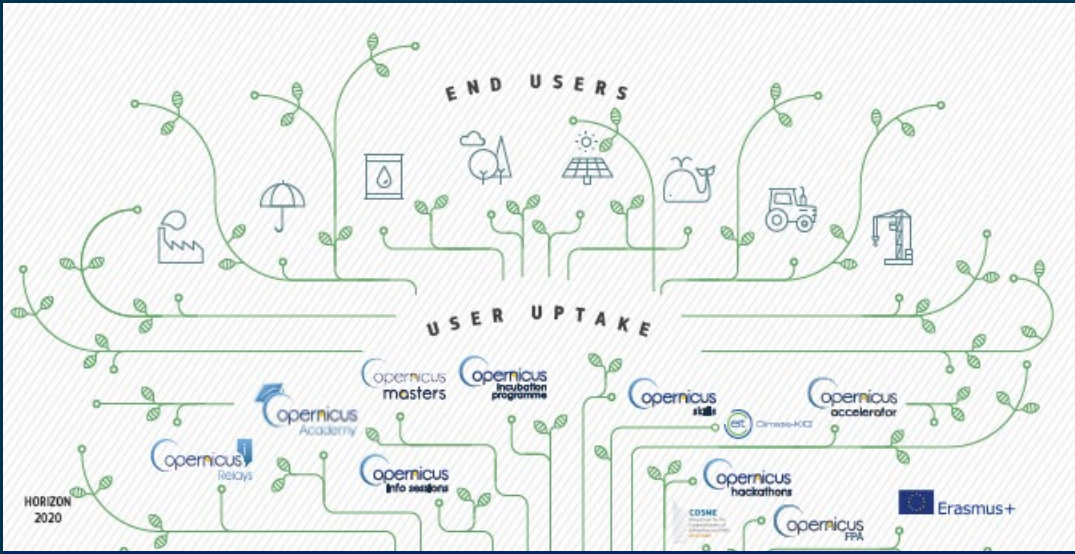 END USERS
USER UPTAKE
Copernicus
masters
Copernicus
incubation
programme
Copernicus
Academy
Copernicus
skills
eit Climate-KIC
Copernicus
accelerator
Copernicus
Relays
Copernicus
info sessions
Copernicus
hackathons
HORIZON
2020
COSME
Copernicus
FPA
Erasmus+